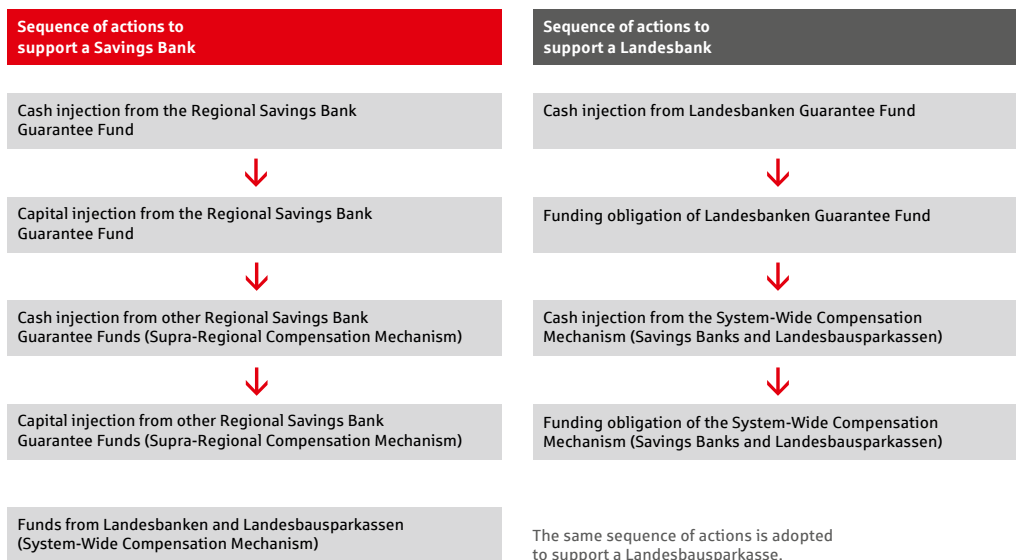 Sequence of actions to
support a Savings Bank
Cash injection from the Regional Savings Bank
Guarantee Fund
Capital injection from the Regional Savings Bank
Guarantee Fund
Cash injection from other Regional Savings Bank
Guarantee Funds (Supra-Regional Compensation Mechanism)
Capital injection from other Regional Savings Bank
Guarantee Funds (Supra-Regional Compensation Mechanism)
Funds from Landesbanken and Landesbausparkassen
(System-Wide Compensation Mechanism)
Sequence of actions to
support a Landesbank
Cash injection from Landesbanken Guarantee Fund
Funding obligation of Landesbanken Guarantee Fund
Cash injection from the System-Wide Compensation
Mechanism (Savings Banks and Landesbausparkassen)
Funding obligation of the System-Wide Compensation
Mechanism (Savings Banks and Landesbausparkassen)
The same sequence of actions is adopted
to support a Landesbausparkasse.